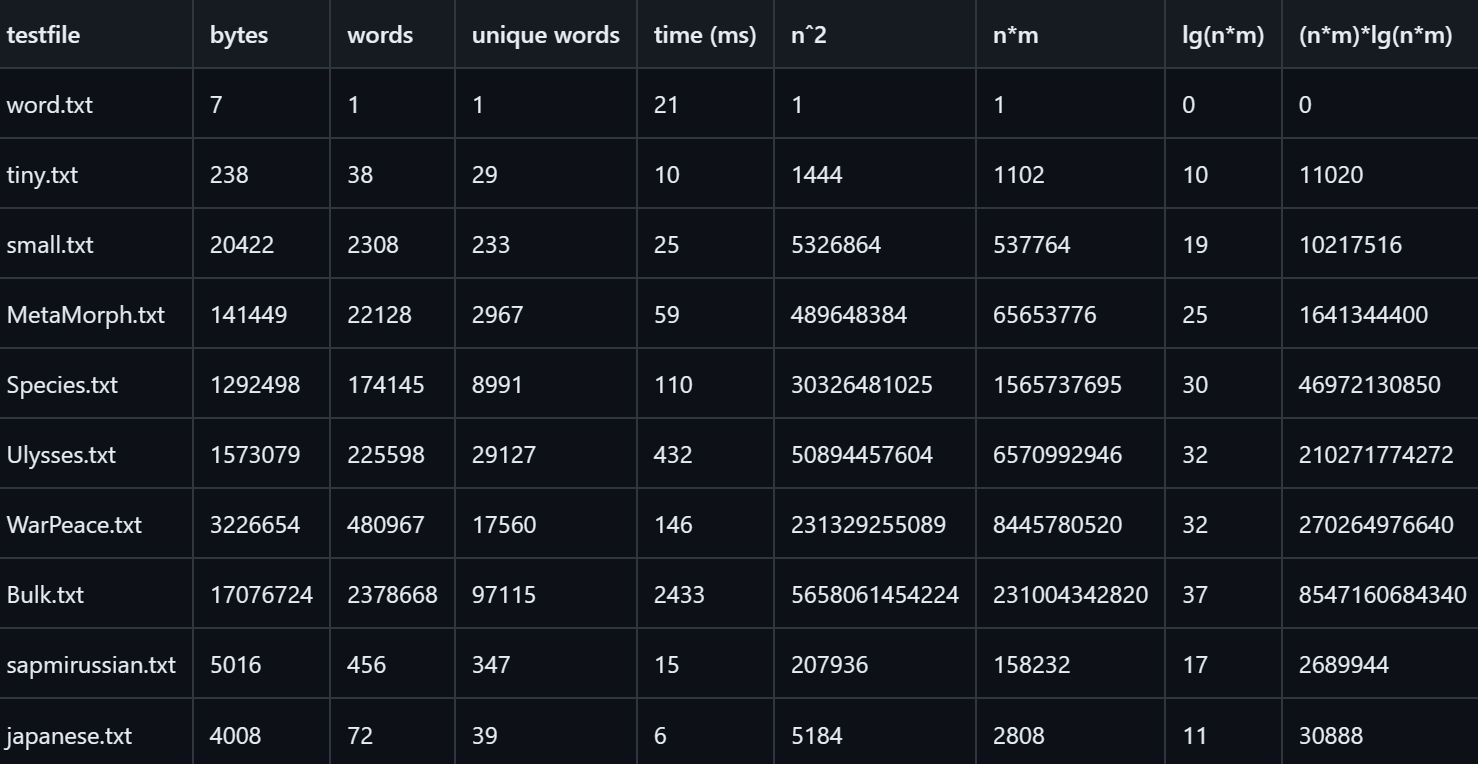 testfile bytes words unique words time (ms) nˆ2 n*m lg(n*m) (n*m)*lg(n*m)
word.txt 7 1 1 21 1 1 0 0
tiny.txt 238 38 29 10 1444 1102 10 11020
small.txt 20422 2308 233 25 5326864 537764 19 10217516
MetaMorph.txt 141449 22128 2967 59 489648384 65653776 25 1641344400
Species.txt 1292498 174145 8991 110 30326481025 1565737695 30 46972130850
Ulysses.txt 1573079 225598 29127 432 50894457604 6570992946 32 210271774272
WarPeace.txt 3226654 480967 17560 146 231329255089 8445780520 32 270264976640
Bulk.txt 17076724 2378668 97115 2433 5658061454224 231004342820 37 8547160684340
sapmirussian.txt 5016 456 347 15 207936 158232 17 2689944
japanese.txt 4008 72 39 6 5184 2808 11 30888